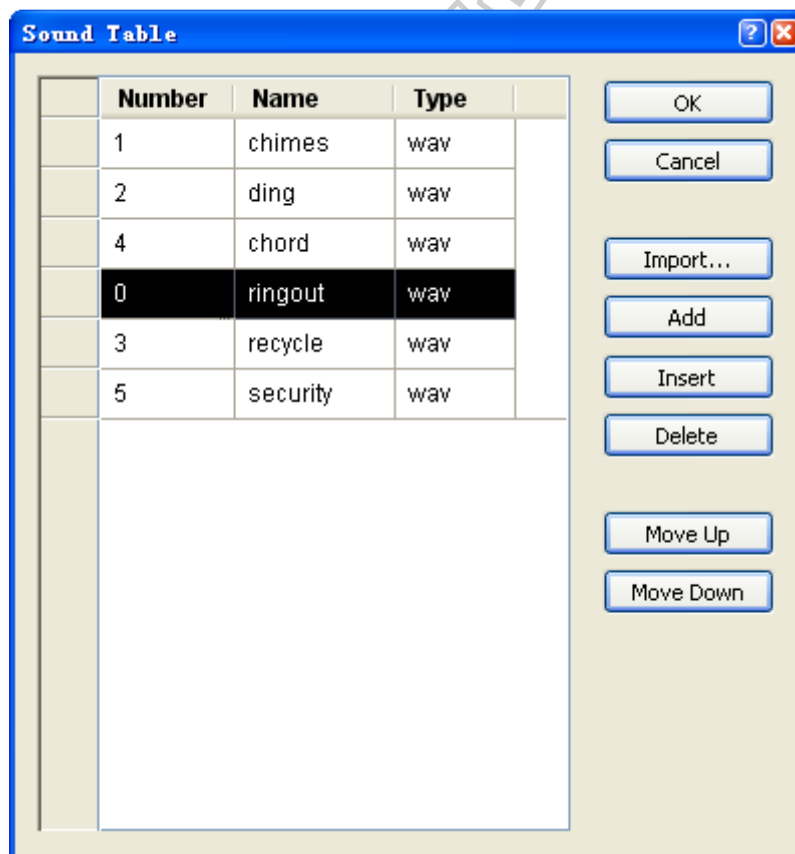 Sound Table
Number Name Type
1 chimes wav
2 ding wav
4 chord wav
0 ringout wav
3 recycle wav
5 security wav
OK
Cancel
Import...
Add
Insert
Delete
Move Up
Move Down